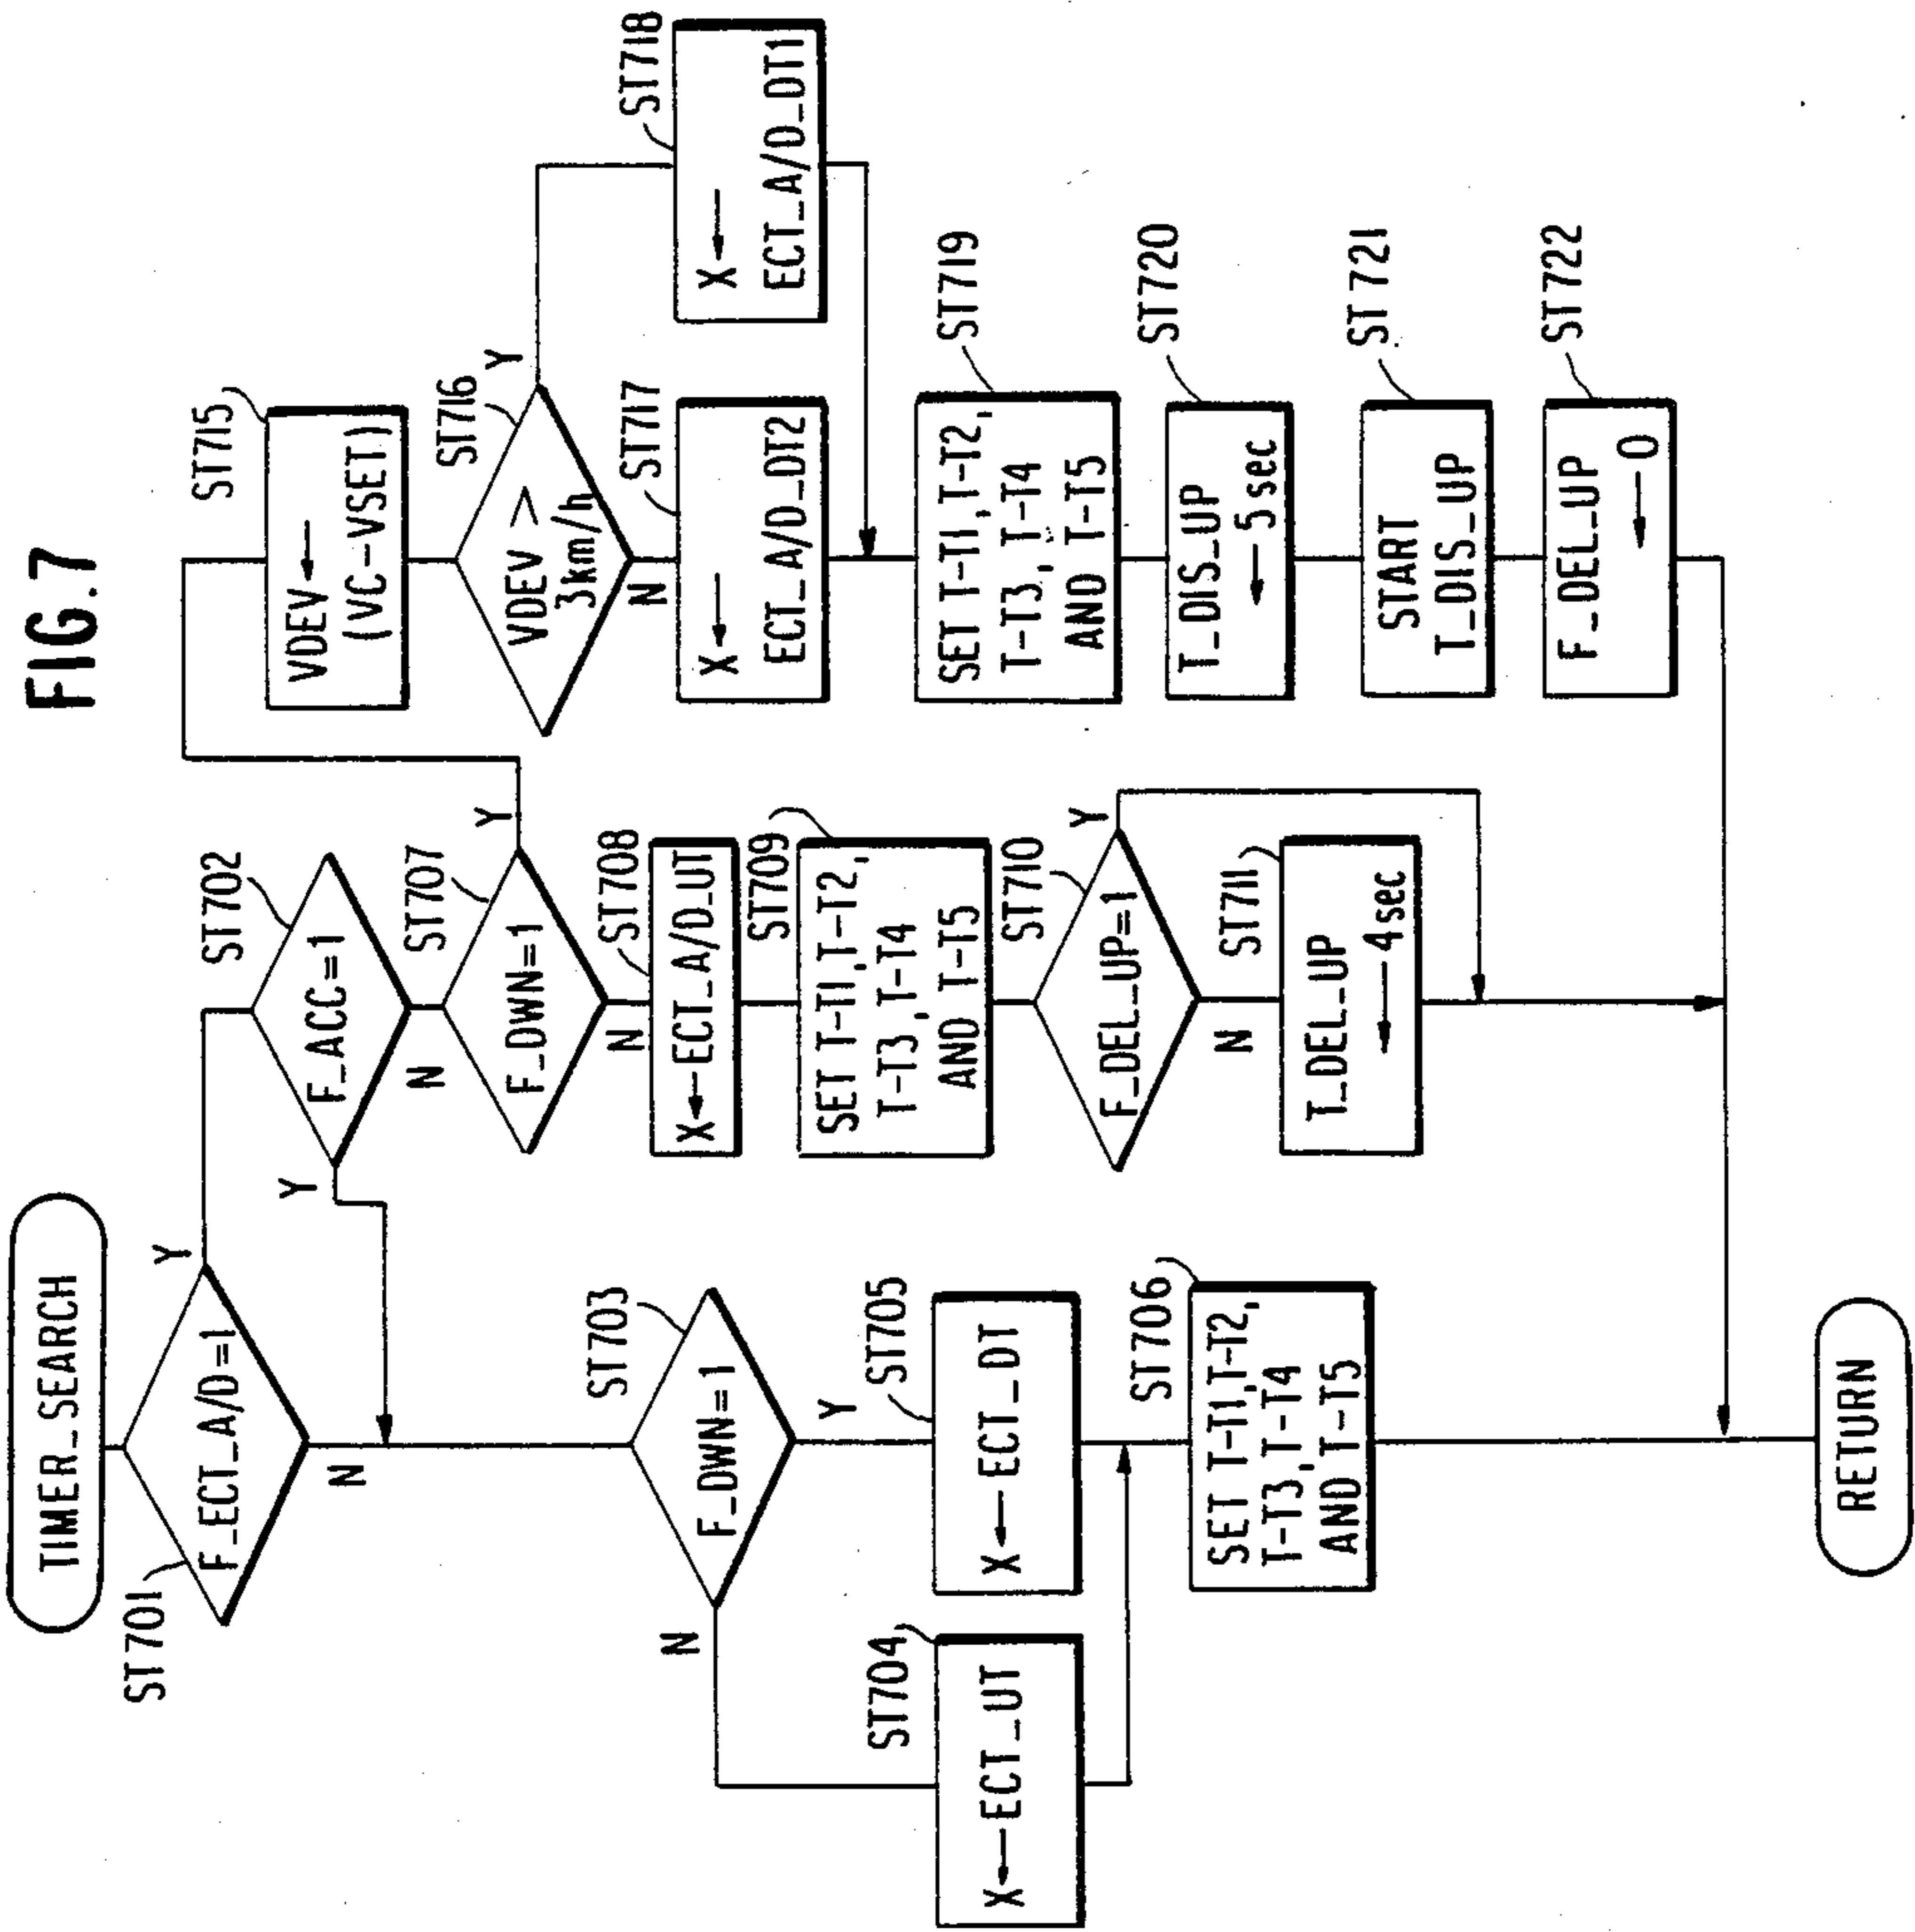 FIG.7
TIMER_SEARCH
ST701
F_ECT_A/D=1
Y
N
ST702
F_ACC=1
Y
N
ST703
F_DWN=1
N
Y
ST704
X←ECT_UT
ST705
X←ECT_DT
ST706
SET T-T1,T-T2,
T-T3,T-T4
AND T-T5
ST707
F_DWN=1
Y
N
ST708
X←ECT_A/D_UT
ST709
SET T-T1,T-T2,
T-T3,T-T4
AND T-T5
ST710
F_DEL_UP=1
Y
N
ST711
T_DEL_UP
←4sec
ST715
VDEV←
(VC-VSET)
ST716
VDEV >
3km/h
Y
N
ST717
X←
ECT_A/D_DT2
ST718
X←
ECT_A/D_DT1
ST719
SET T-T1,T-T2,
T-T3,T-T4
AND T-T5
ST720
T_DIS_UP
←5sec
ST721
START
T_DIS_UP
ST722
F_DEL_UP
←0
RETURN